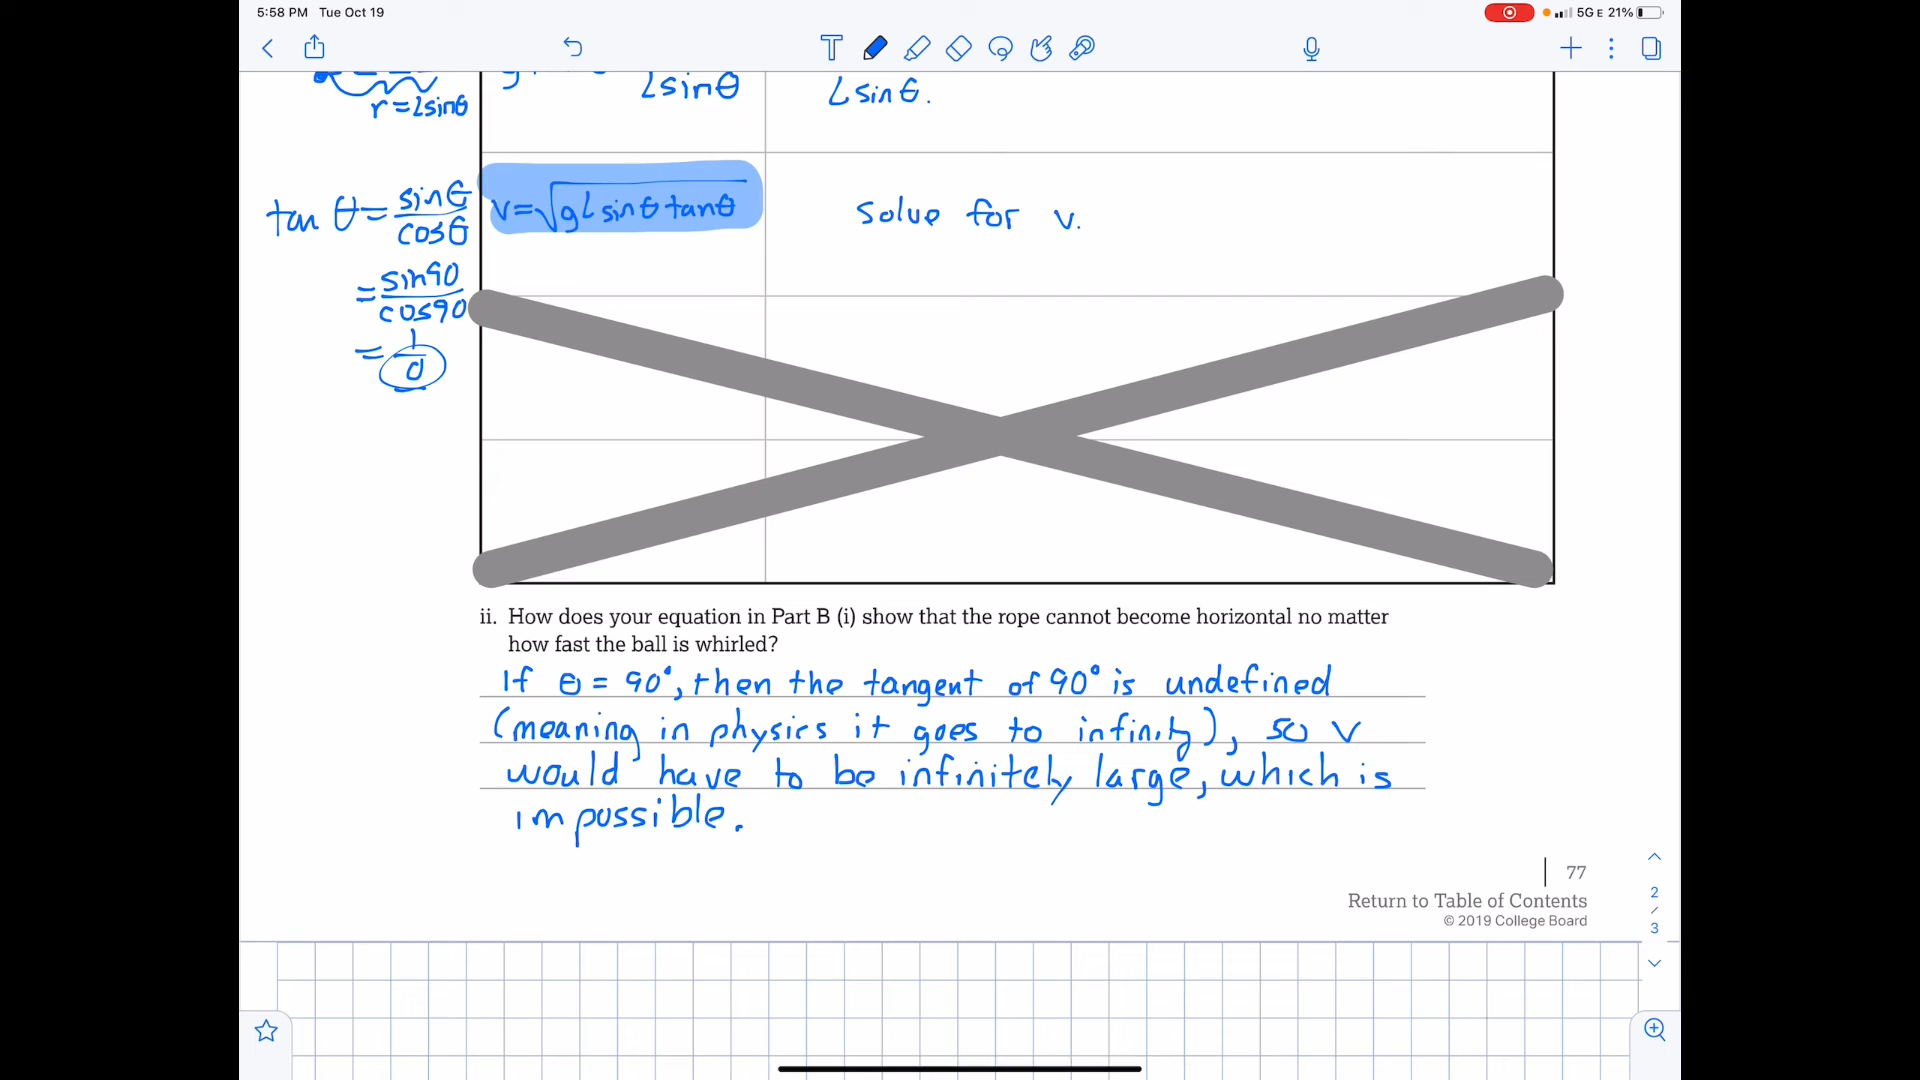 5:58 PM Tue Oct 19
5G E 21%
r = Lsinθ
Lsinθ
Lsinθ.
tan θ = sinθ / cosθ
v = √gLsinθtanθ
Solve for v.
= sin90 / cos90
= 1 / 0
ii. How does your equation in Part B (i) show that the rope cannot become horizontal no matter
how fast the ball is whirled?
If θ = 90°, then the tangent of 90° is undefined
(meaning in physics it goes to infinity), so v
would have to be infinitely large, which is
impossible.
77
Return to Table of Contents
© 2019 College Board
2
/
3